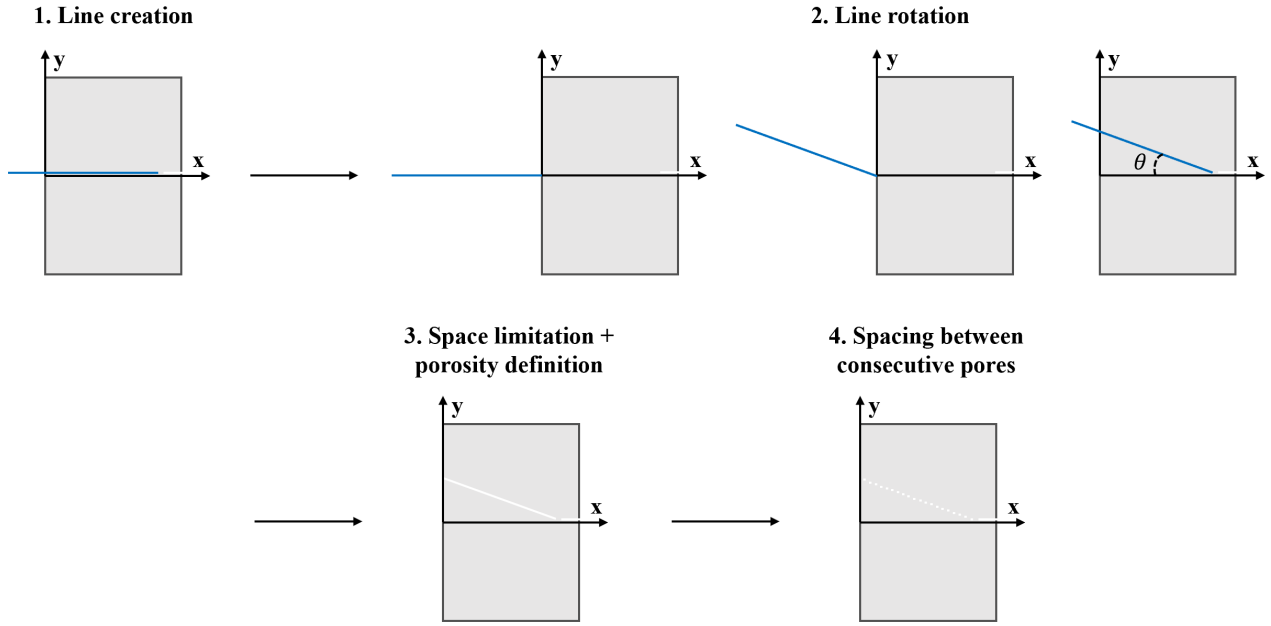 1. Line creation
2. Line rotation
y
x
y
x
y
x
y
θ
x
3. Space limitation +
porosity definition
4. Spacing between
consecutive pores
y
x
y
x